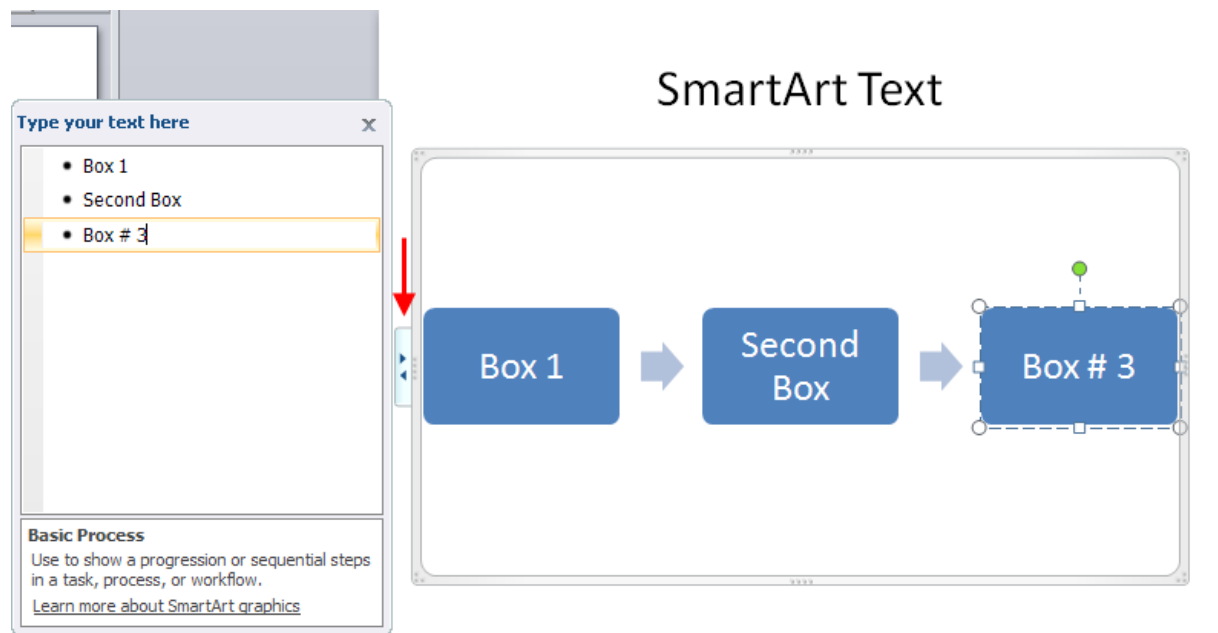 SmartArt Text
Type your text here
x
• Box 1
• Second Box
• Box # 3
Box 1
Second
Box
Box # 3
Basic Process
Use to show a progression or sequential steps
in a task, process, or workflow.
Learn more about SmartArt graphics